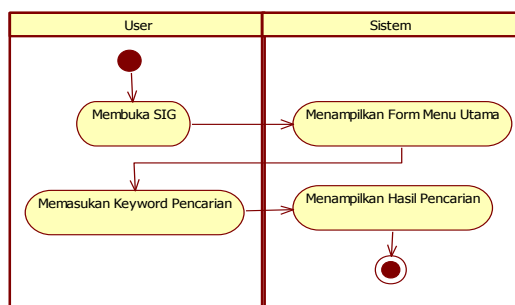 User
Sistem
Membuka SIG
Menampilkan Form Menu Utama
Memasukan Keyword Pencarian
Menampilkan Hasil Pencarian